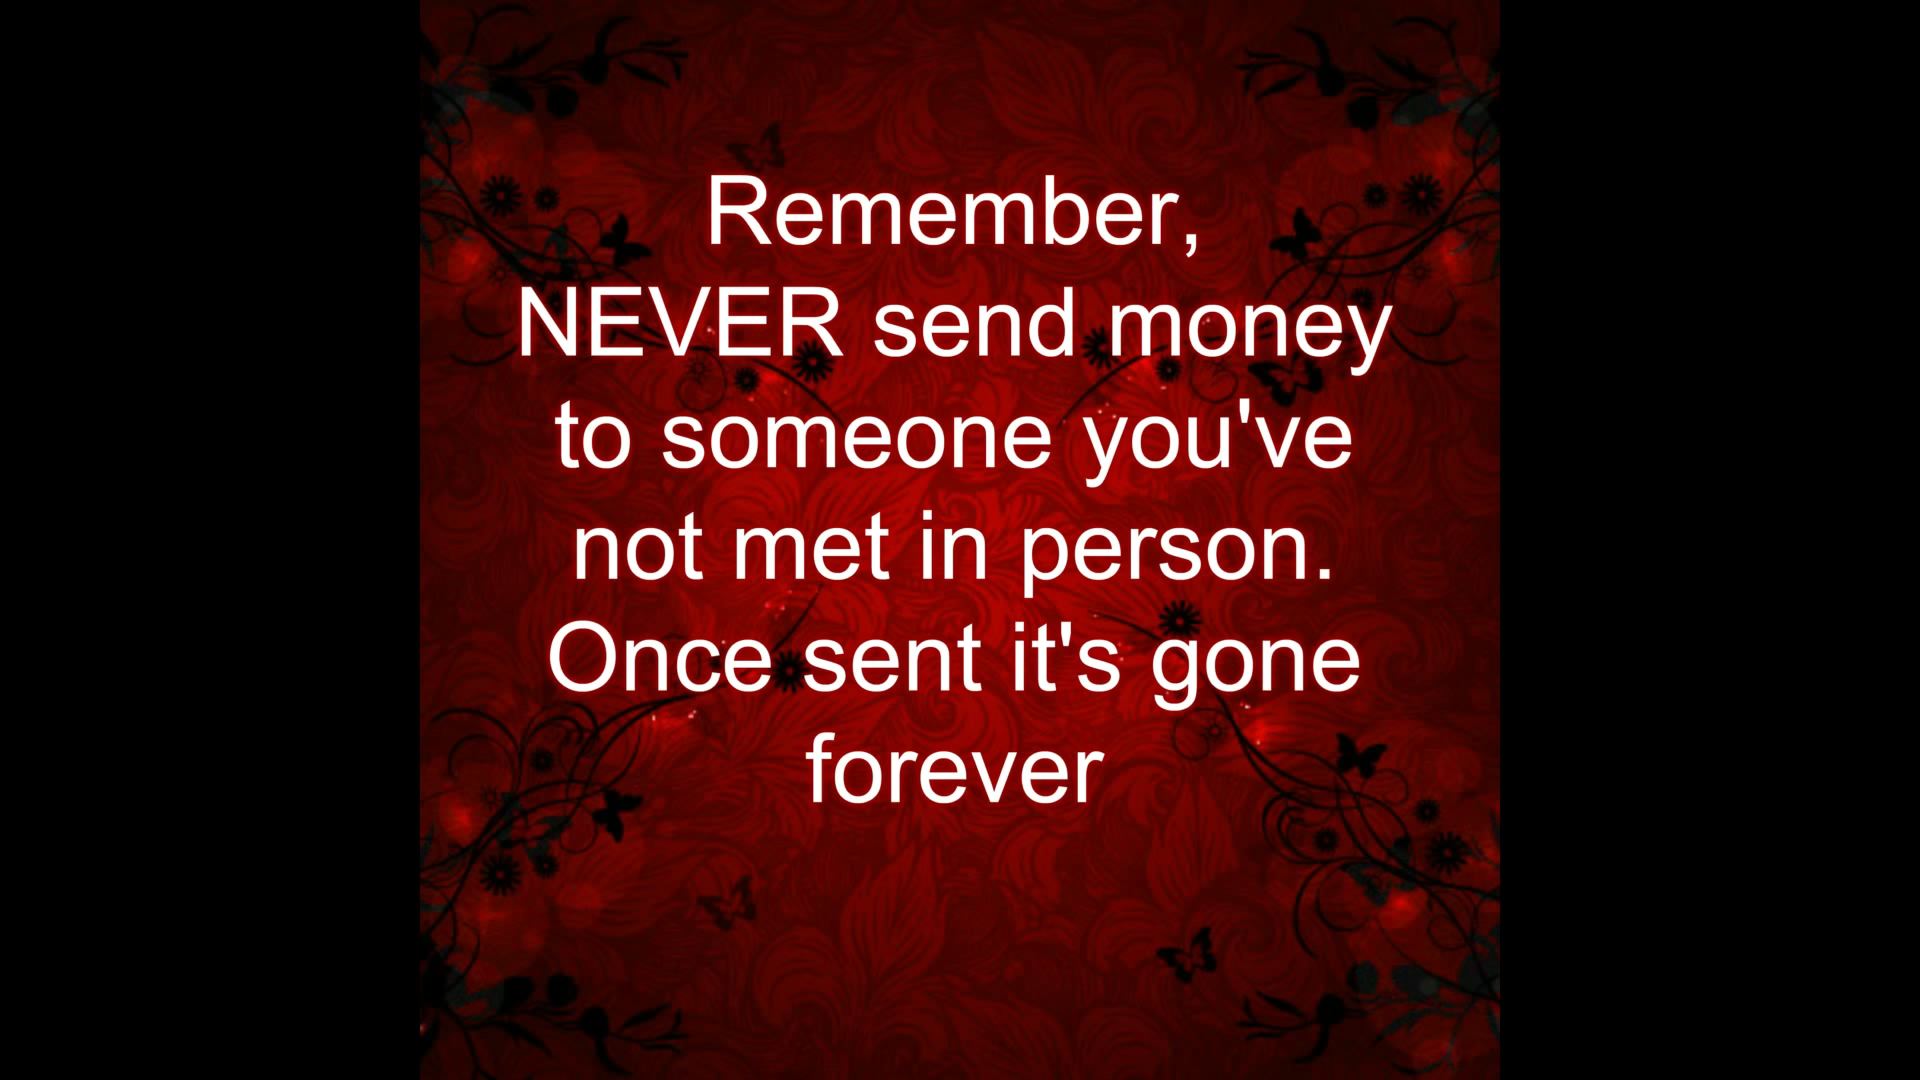 Remember,
NEVER send money
to someone you've
not met in person.
Once sent it's gone
forever